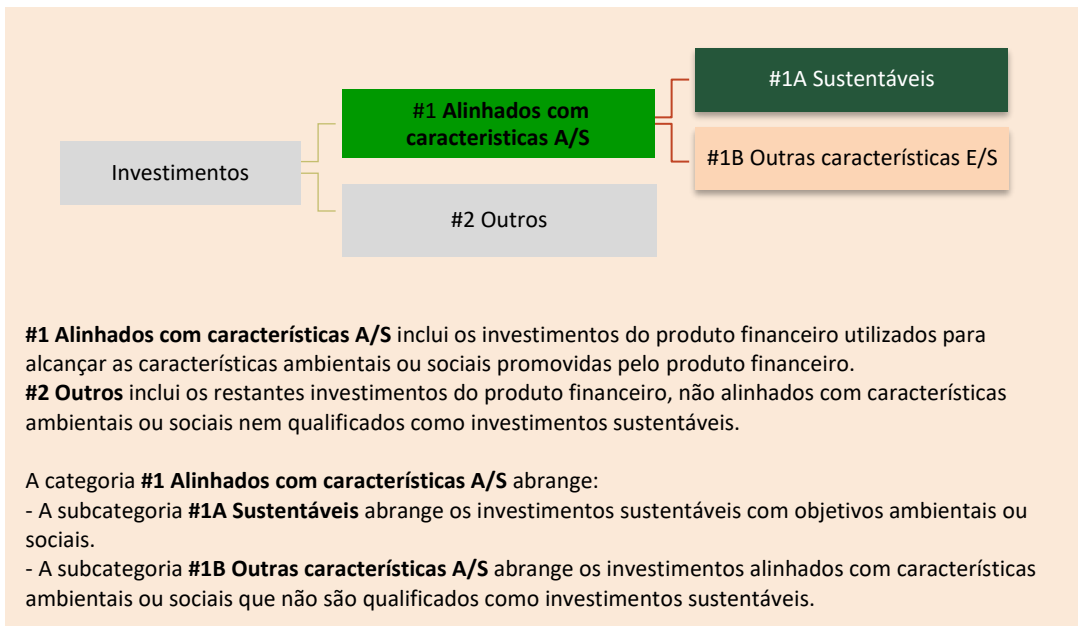 #1A Sustentáveis
#1 Alinhados com
caracteristicas A/S
#1B Outras características E/S
Investimentos
#2 Outros
#1 Alinhados com características A/S inclui os investimentos do produto financeiro utilizados para
alcançar as características ambientais ou sociais promovidas pelo produto financeiro.
#2 Outros inclui os restantes investimentos do produto financeiro, não alinhados com características
ambientais ou sociais nem qualificados como investimentos sustentáveis.
A categoria #1 Alinhados com características A/S abrange:
- A subcategoria #1A Sustentáveis abrange os investimentos sustentáveis com objetivos ambientais ou
sociais.
- A subcategoria #1B Outras características A/S abrange os investimentos alinhados com características
ambientais ou sociais que não são qualificados como investimentos sustentáveis.